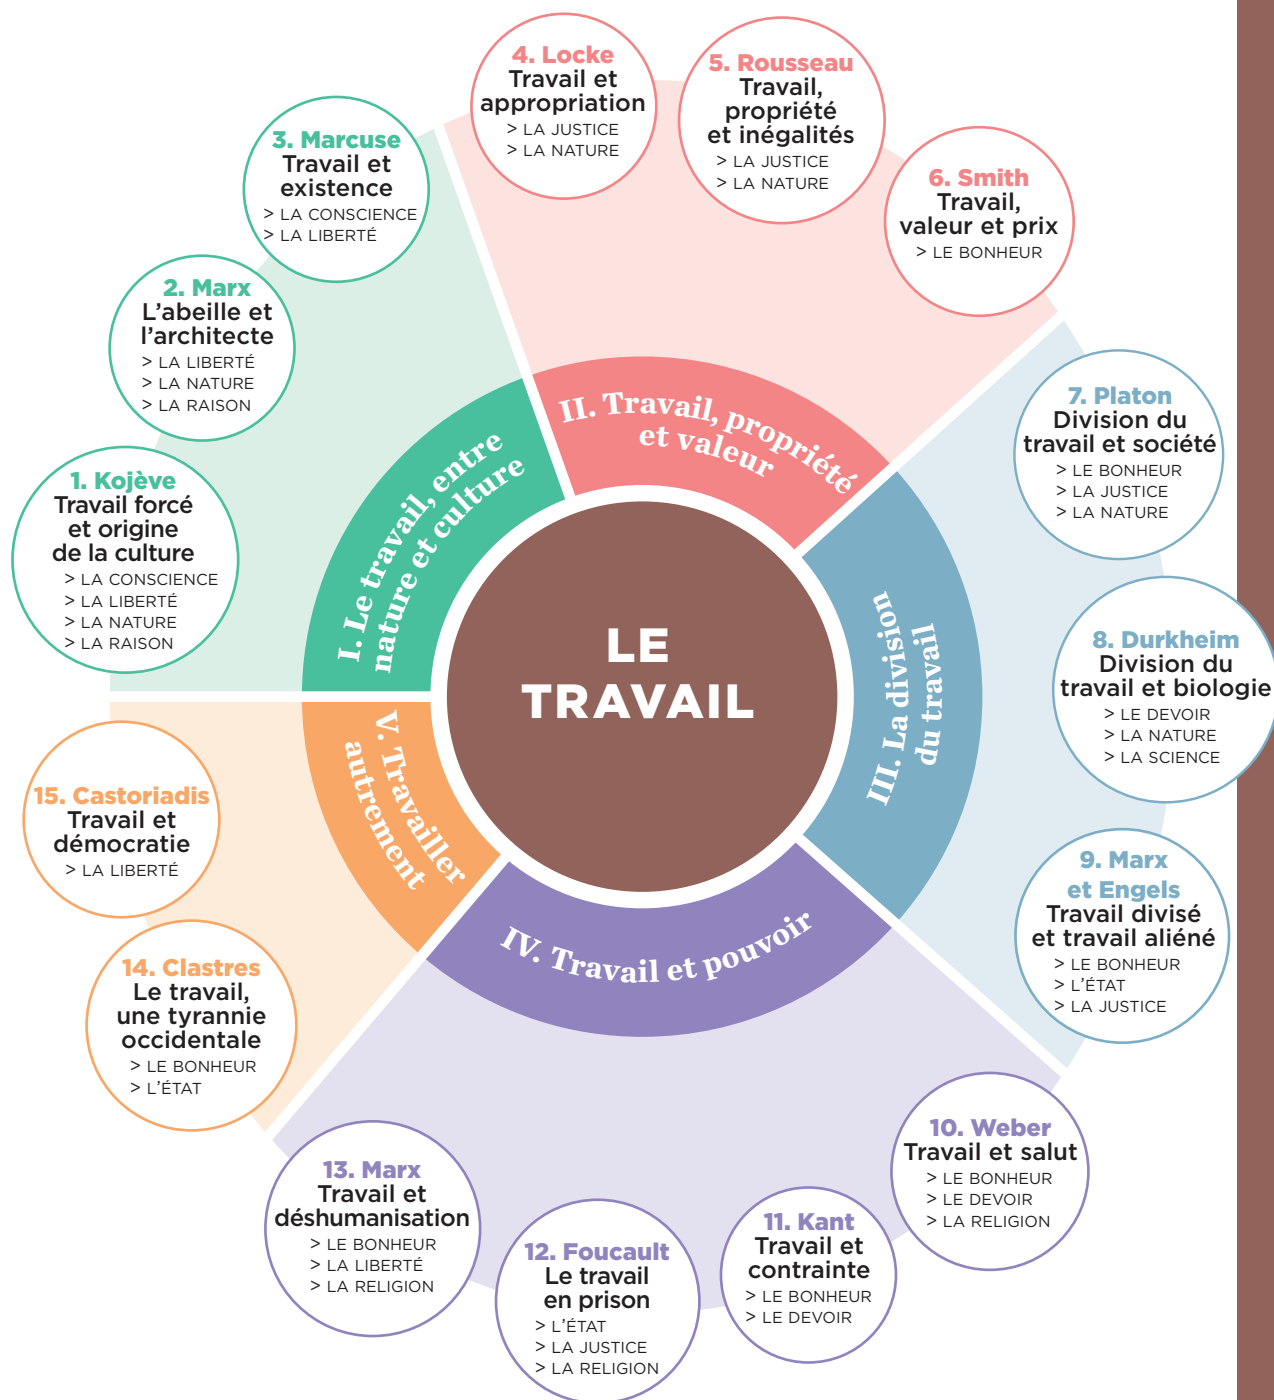 LE
TRAVAIL
I. Le travail, entre
nature et culture
1. Kojève
Travail forcé
et origine
de la culture
> LA CONSCIENCE
> LA LIBERTÉ
> LA NATURE
> LA RAISON
2. Marx
L’abeille et
l’architecte
> LA LIBERTÉ
> LA NATURE
> LA RAISON
3. Marcuse
Travail et
existence
> LA CONSCIENCE
> LA LIBERTÉ
II. Travail, propriété
et valeur
4. Locke
Travail et
appropriation
> LA JUSTICE
> LA NATURE
5. Rousseau
Travail,
propriété
et inégalités
> LA JUSTICE
> LA NATURE
6. Smith
Travail,
valeur et prix
> LE BONHEUR
III. La division
du travail
7. Platon
Division du
travail et société
> LE BONHEUR
> LA JUSTICE
> LA NATURE
8. Durkheim
Division du
travail et biologie
> LE DEVOIR
> LA NATURE
> LA SCIENCE
9. Marx
et Engels
Travail divisé
et travail aliéné
> LE BONHEUR
> L’ÉTAT
> LA JUSTICE
IV. Travail et pouvoir
10. Weber
Travail et salut
> LE BONHEUR
> LE DEVOIR
> LA RELIGION
11. Kant
Travail et
contrainte
> LE BONHEUR
> LE DEVOIR
12. Foucault
Le travail
en prison
> L’ÉTAT
> LA JUSTICE
> LA RELIGION
13. Marx
Travail et
déshumanisation
> LE BONHEUR
> LA LIBERTÉ
> LA RELIGION
V. Travailler
autrement
14. Clastres
Le travail,
une tyrannie
occidentale
> LE BONHEUR
> L’ÉTAT
15. Castoriadis
Travail et
démocratie
> LA LIBERTÉ